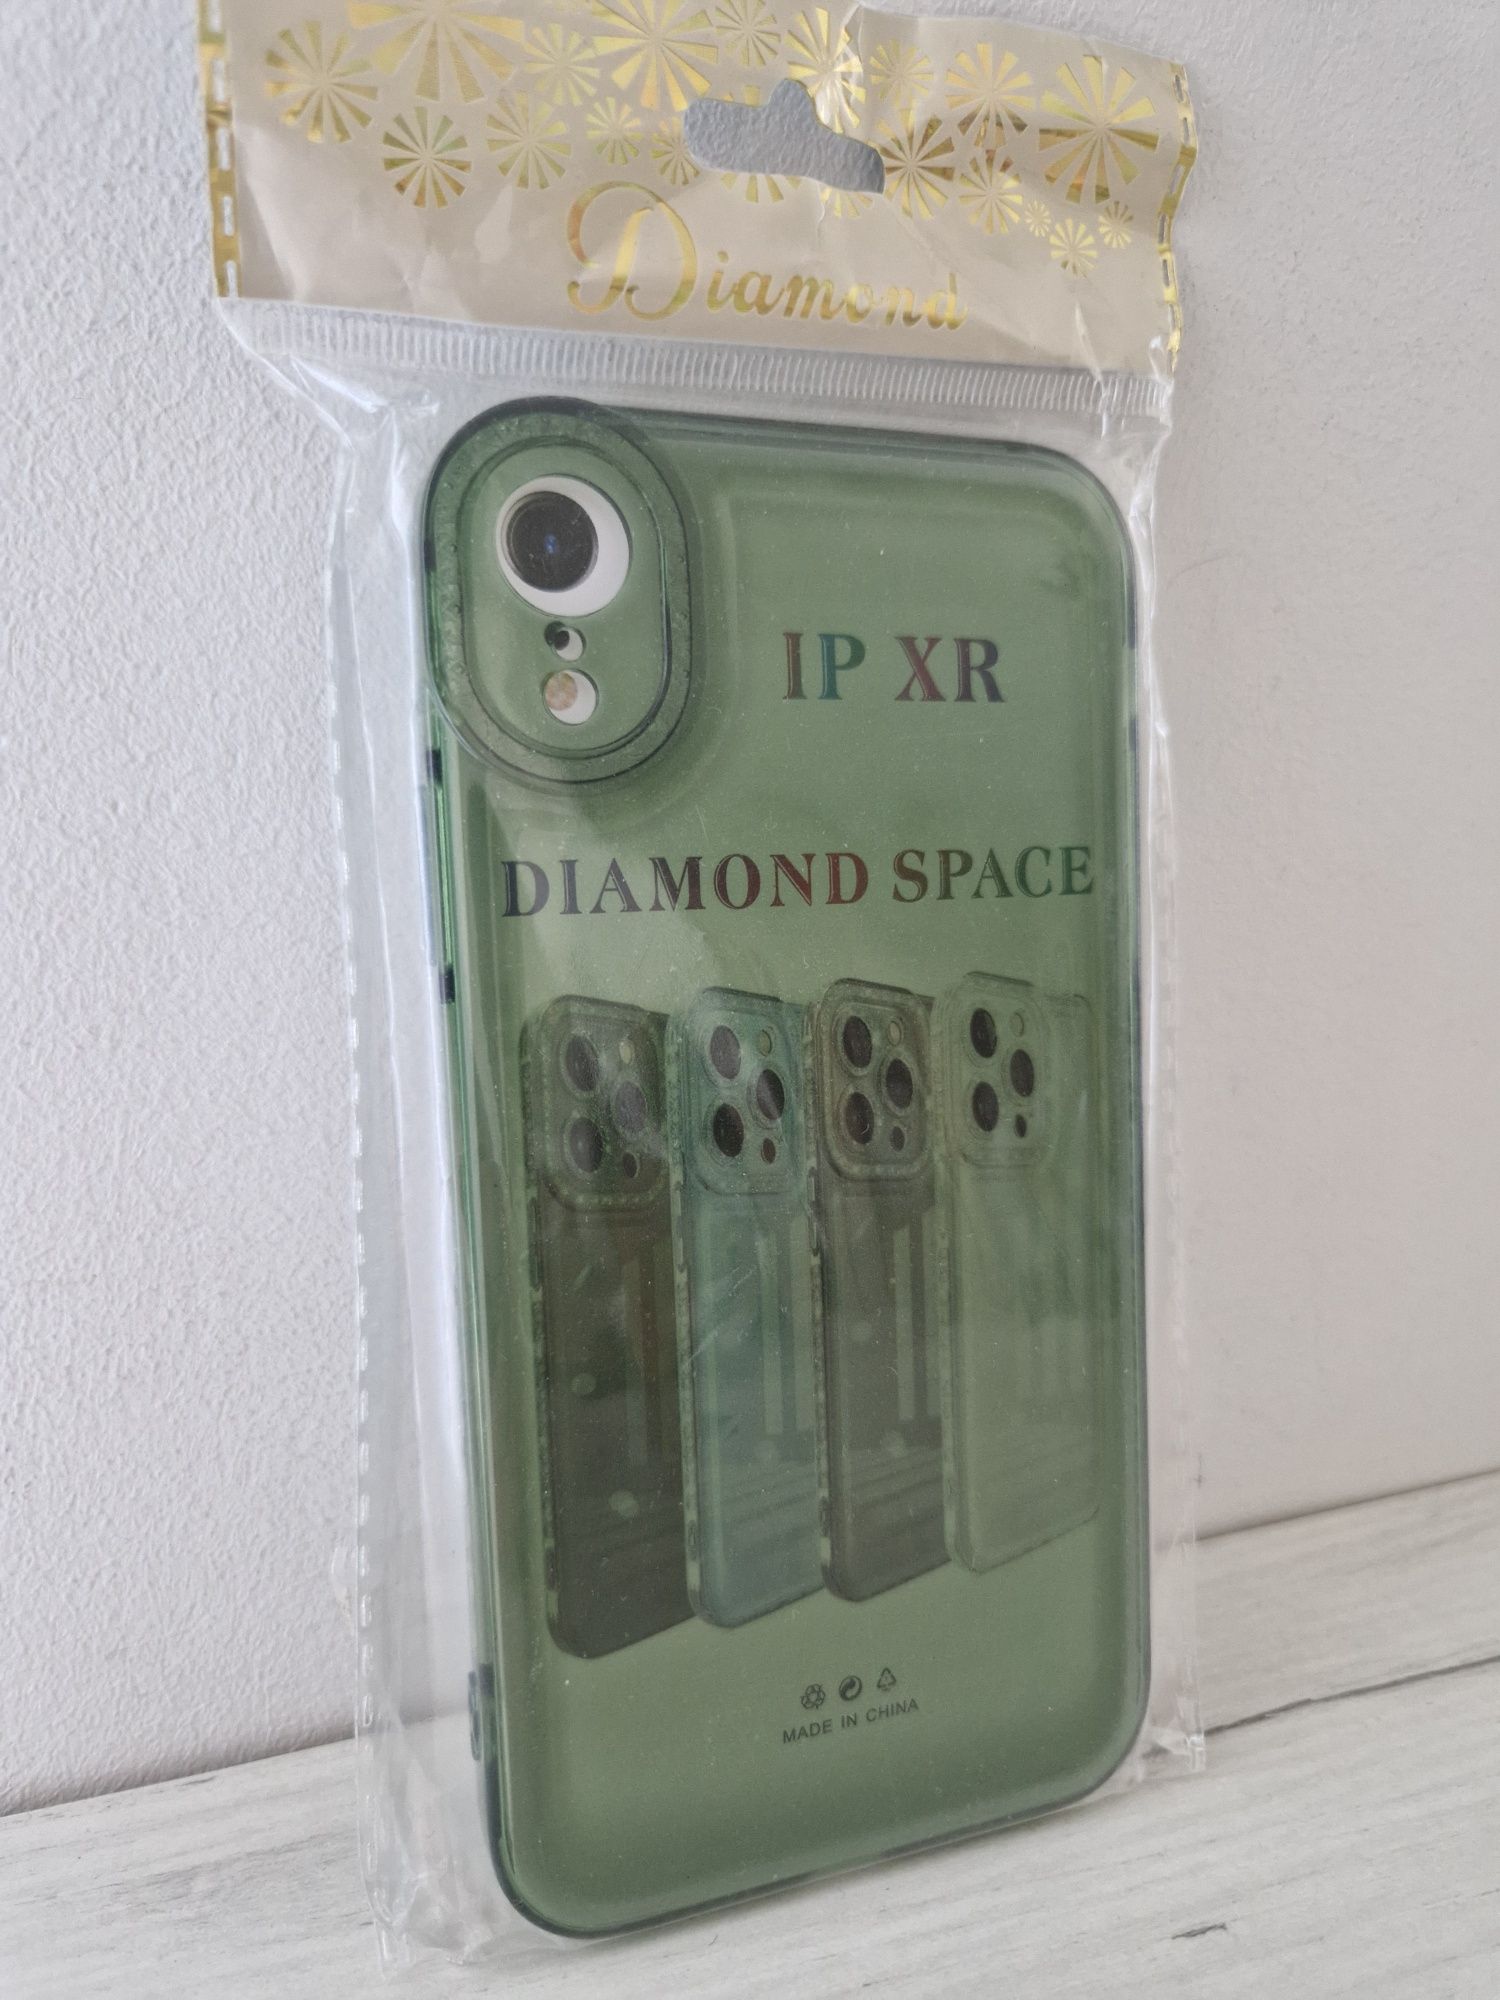 Diamond
IP XR
DIAMOND SPACE
MADE IN CHINA